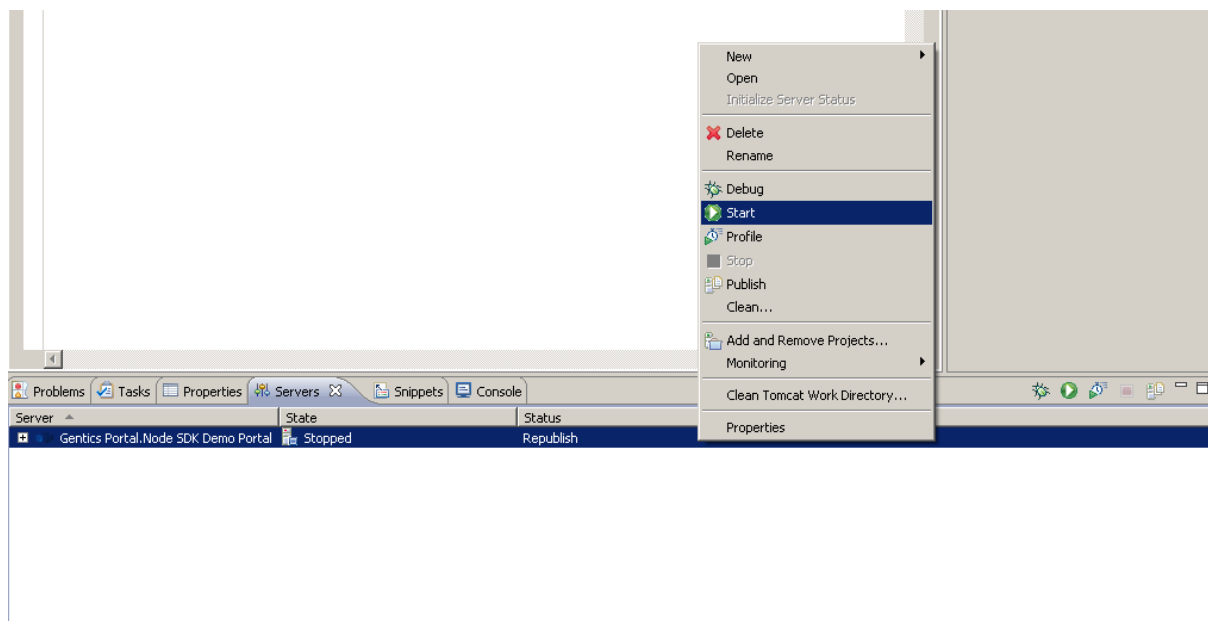 New
Open
Initialize Server Status
Delete
Rename
Debug
Start
Profile
Stop
Publish
Clean...
Add and Remove Projects...
Monitoring
Clean Tomcat Work Directory...
Properties
Problems Tasks Properties Servers Snippets Console
Server State Status
Gentics Portal.Node SDK Demo Portal Stopped Republish